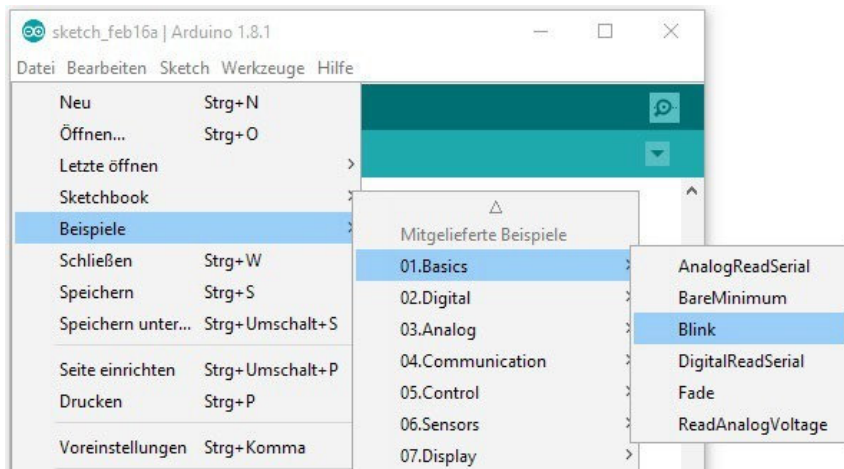 sketch_feb16a | Arduino 1.8.1
Datei Bearbeiten Sketch Werkzeuge Hilfe
Neu Strg+N
Öffnen... Strg+O
Letzte öffnen
Sketchbook
Beispiele
Schließen Strg+W
Speichern Strg+S
Speichern unter... Strg+Umschalt+S
Seite einrichten Strg+Umschalt+P
Drucken Strg+P
Voreinstellungen Strg+Komma
Mitgelieferte Beispiele
01.Basics
02.Digital
03.Analog
04.Communication
05.Control
06.Sensors
07.Display
AnalogReadSerial
BareMinimum
Blink
DigitalReadSerial
Fade
ReadAnalogVoltage